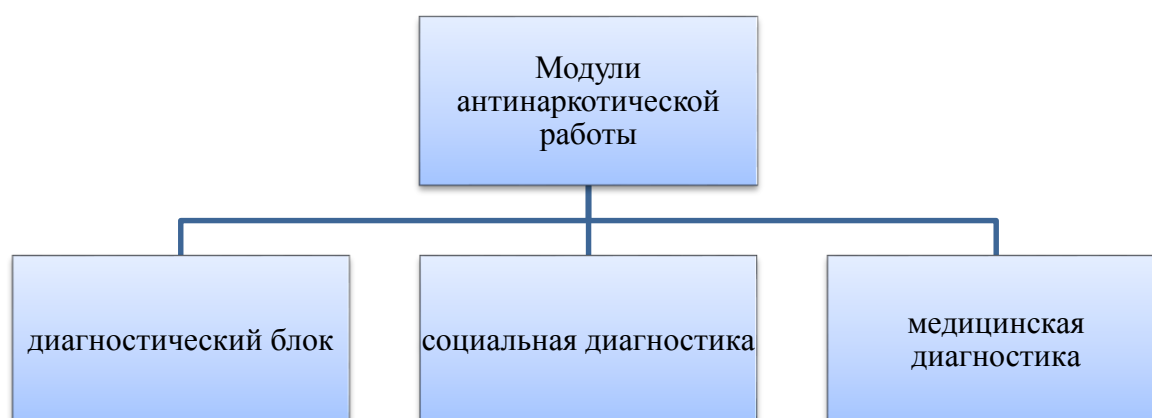 Модули
антинаркотической
работы
диагностический блок
социальная диагностика
медицинская
диагностика